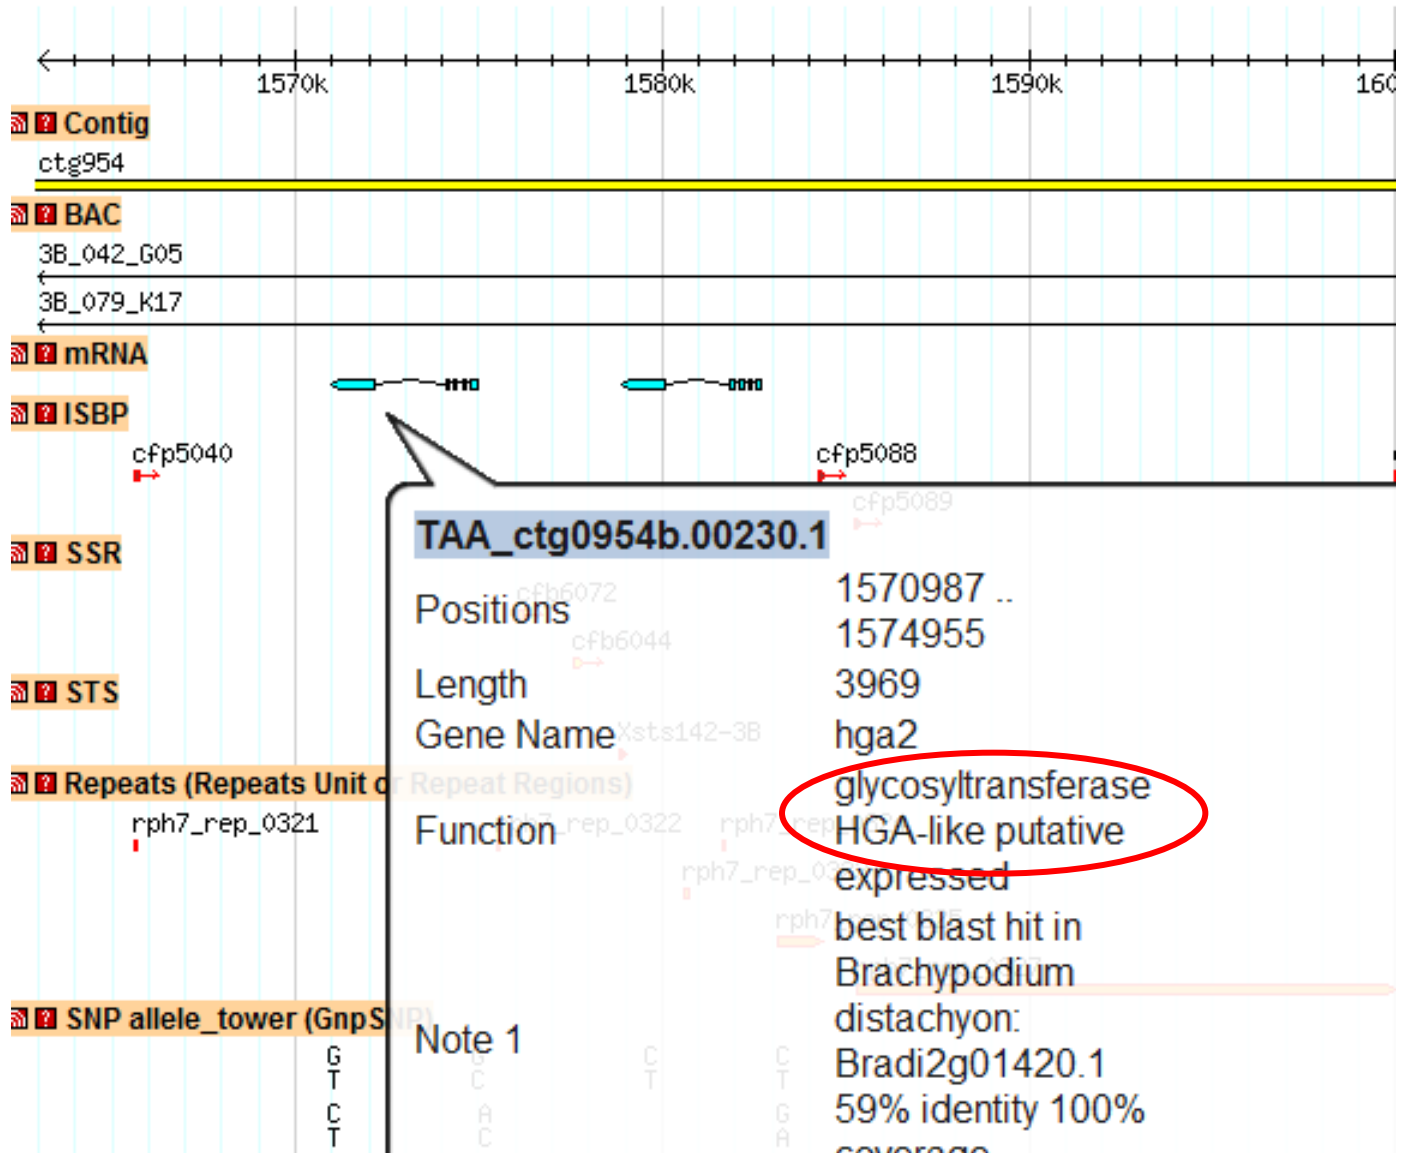 1570k 1580k 1590k 160
Contig
ctg954
BAC
3B_042_G05
3B_079_K17
mRNA
ISBP
cfp5040 cfp5088
cfp5089
TAA_ctg0954b.00230.1
SSR
Positions 1570987 ..
1574955
cfb6072
cfb6044
Length 3969
STS
Gene Name hga2
Xsts142-3B
Repeats (Repeats Unit or Repeat Regions)
glycosyltransferase
rph7_rep_0321
rep_0322
Function HGA-like putative
expressed
best blast hit in
Brachypodium
SNP allele_tower (GnpSNP)
distachyon:
Note 1
G C C
T C T T
Bradi2g01420.1
C A G
T C A
59% identity 100%
coverage